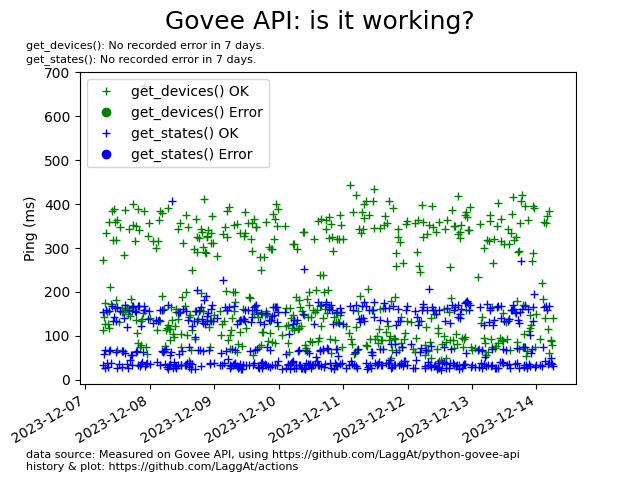 Govee API: is it working?
get_devices(): No recorded error in 7 days.
get_states(): No recorded error in 7 days.
700
600
500
400
300
200
100
0
Ping (ms)
get_devices() OK
get_devices() Error
get_states() OK
get_states() Error
2023-12-07
2023-12-08
2023-12-09
2023-12-10
2023-12-11
2023-12-12
2023-12-13
2023-12-14
data source: Measured on Govee API, using https://github.com/LaggAt/python-govee-api
history & plot: https://github.com/LaggAt/actions